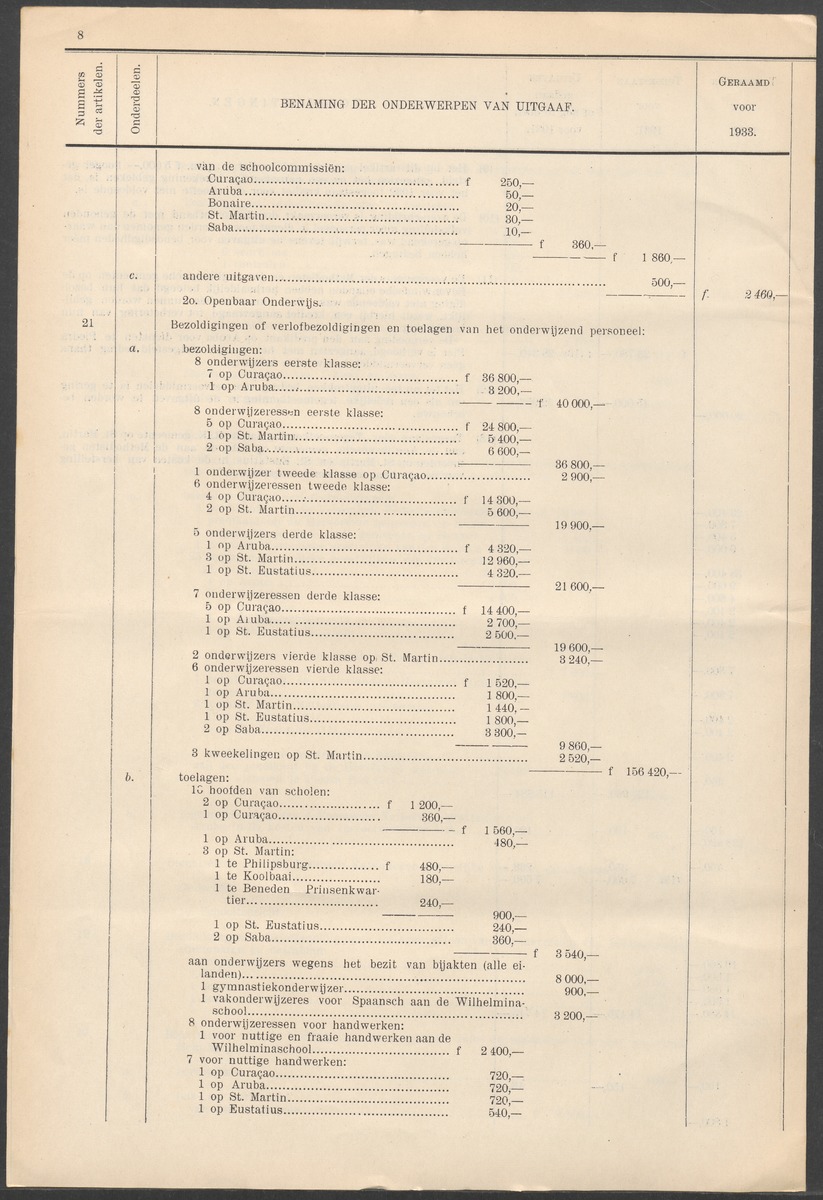 8
Nummers der artikelen.
Onderdeelen.
BENAMING DER ONDERWERPEN VAN UITGAAF.
GERAAMD
voor
1933.
van de schoolcommissiën:
Curaçao........ f 250,—
Aruba........ 50,—
Bonaire........ 20,—
St. Martin........ 30,—
Saba........ 10,—
f 360,—
f 1 860,—
c. andere uitgaven........ 500,—
f 2 460,—
2o. Openbaar Onderwijs.
21 Bezoldigingen of verlofbezoldigingen en toelagen van het onderwijzend personeel:
a. bezoldigingen:
8 onderwijzers eerste klasse:
7 op Curaçao........ f 36 800,—
1 op Aruba........ 3 200,—
f 40 000,—
8 onderwijzeressen eerste klasse:
5 op Curaçao........ f 24 800,—
1 op St. Martin........ 5 400,—
2 op Saba........ 6 600,—
36 800,—
1 onderwijzer tweede klasse op Curaçao........ 2 900,—
6 onderwijzeressen tweede klasse:
4 op Curaçao........ f 14 300,—
2 op St. Martin........ 5 600,—
19 900,—
5 onderwijzers derde klasse:
1 op Aruba........ f 4 320,—
3 op St. Martin........ 12 960,—
1 op St. Eustatius........ 4 320.—
21 600,—
7 onderwijzeressen derde klasse:
5 op Curaçao........ f 14 400,—
1 op Aruba........ 2 700,—
1 op St. Eustatius........ 2 500.—
19 600,—
2 onderwijzers vierde klasse op St. Martin........ 3 240,—
6 onderwijzeressen vierde klasse:
1 op Curaçao........ f 1 520.—
1 op Aruba........ 1 800,—
1 op St. Martin........ 1 440,—
1 op St. Eustatius........ 1 800,—
2 op Saba........ 3 300,—
9 860,—
3 kweekelingen op St. Martin........ 2 520,—
f 156 420,—
b. toelagen:
10 hoofden van scholen:
2 op Curaçao........ f 1 200,—
1 op Curaçao........ 360,—
f 1 560,—
1 op Aruba........ 480,—
3 op St. Martin:
1 te Philipsburg........ f 480,—
1 te Koolbaai........ 180,—
1 te Beneden Prinsenkwar-
tier........ 240,—
900,—
1 op St. Eustatius........ 240,—
2 op Saba........ 360,—
f 3 540,—
aan onderwijzers wegens het bezit van bijakten (alle ei-
landen)........ 8 000,—
1 gymnastiekonderwijzer........ 900,—
1 vakonderwijzeres voor Spaansch aan de Wilhelmina-
school........ 3 200,—
8 onderwijzeressen voor handwerken:
1 voor nuttige en fraaie handwerken aan de
Wilhelminaschool........ f 2 400,—
7 voor nuttige handwerken:
1 op Curaçao........ 720,—
1 op Aruba........ 720,—
1 op St. Martin........ 720,—
1 op Eustatius........ 540,—